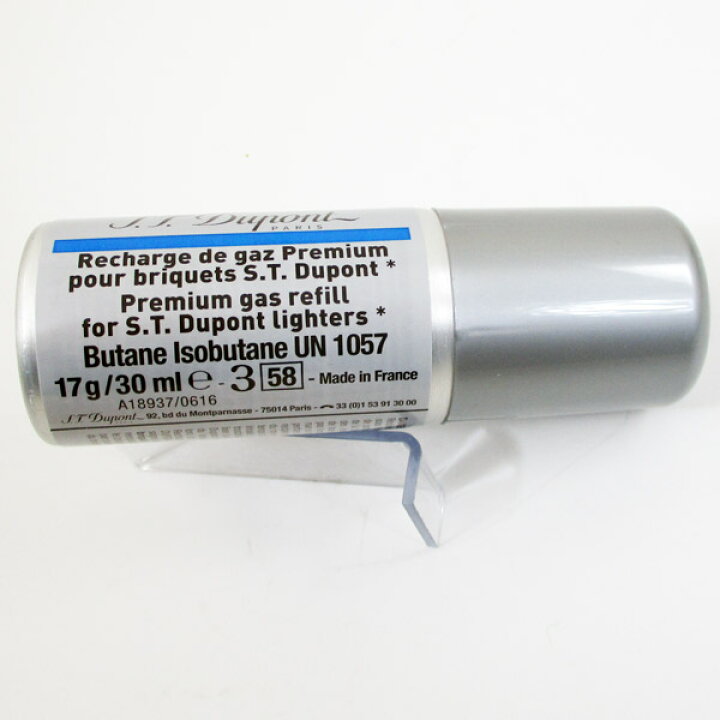 S.T. Dupont
PARIS
Recharge de gaz Premium
pour briquets S.T. Dupont *
Premium gas refill
for S.T. Dupont lighters *
Butane Isobutane UN 1057
17 g/30 ml ℮ - 3 58 - Made in France
A18937/0616
S.T. Dupont 92, bd du Montparnasse - 75014 Paris - 33 (0)1 53 91 30 00